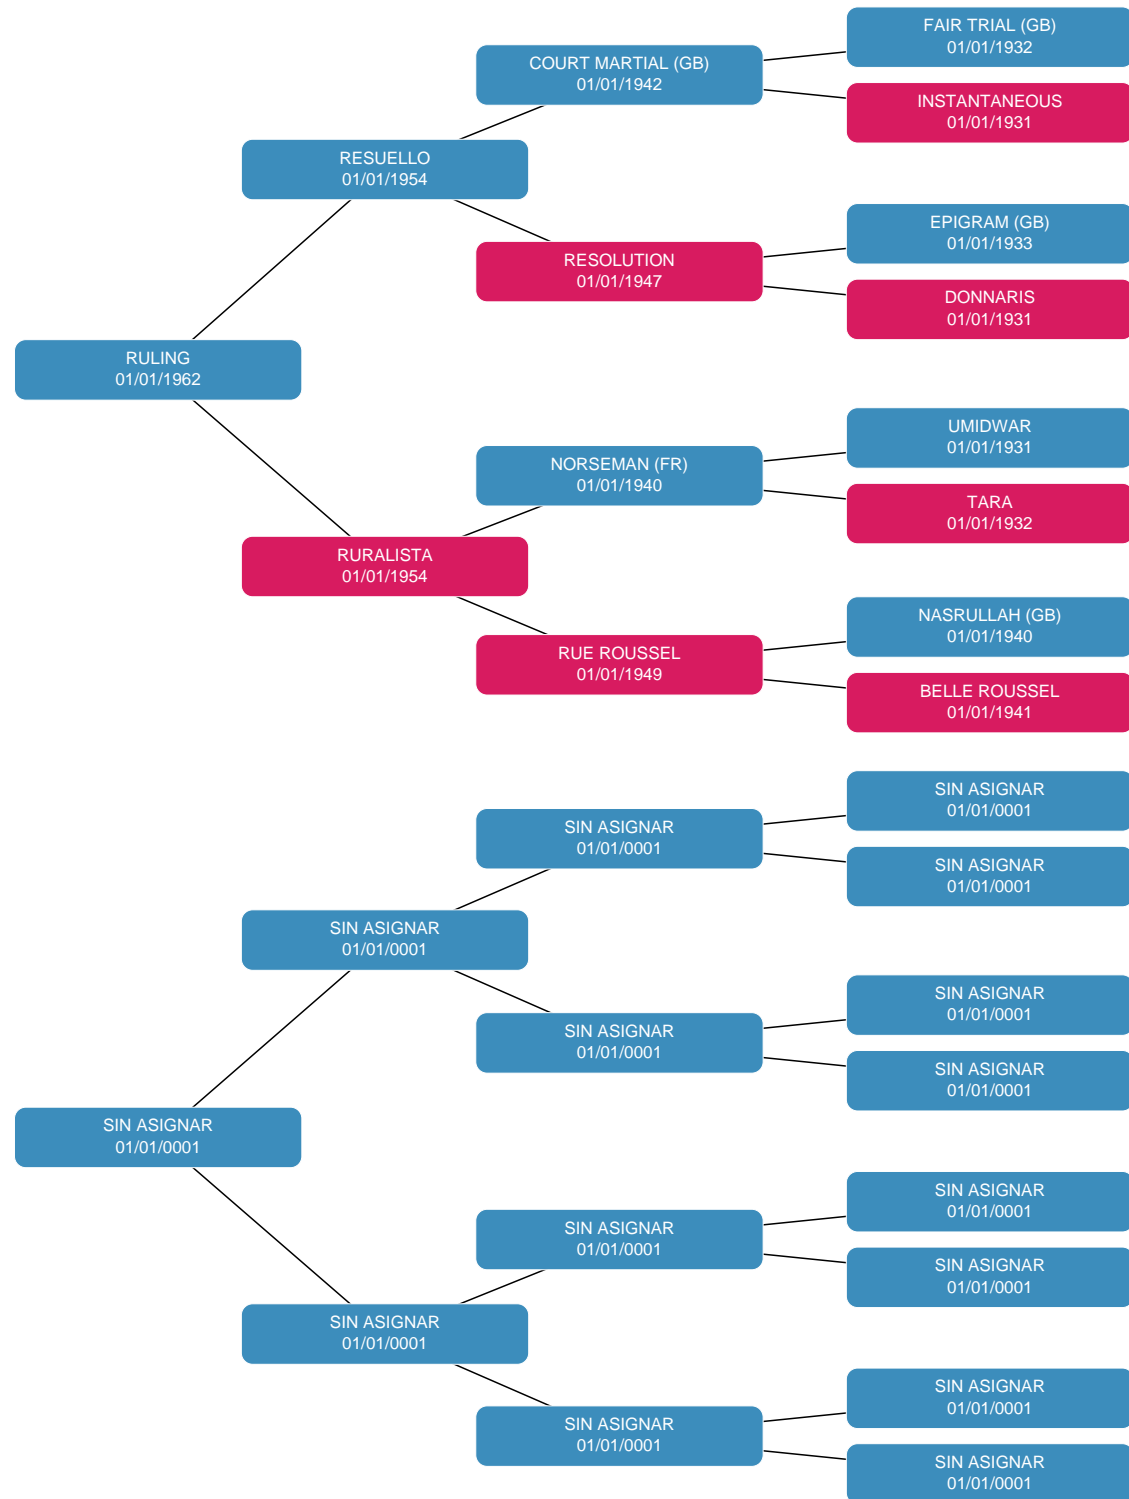 FAIR TRIAL (GB)
01/01/1932
COURT MARTIAL (GB)
01/01/1942
INSTANTANEOUS
01/01/1931
RESUELLO
01/01/1954
EPIGRAM (GB)
01/01/1933
RESOLUTION
01/01/1947
DONNARIS
01/01/1931
RULING
01/01/1962
UMIDWAR
01/01/1931
NORSEMAN (FR)
01/01/1940
TARA
01/01/1932
RURALISTA
01/01/1954
NASRULLAH (GB)
01/01/1940
RUE ROUSSEL
01/01/1949
BELLE ROUSSEL
01/01/1941
SIN ASIGNAR
01/01/0001
SIN ASIGNAR
01/01/0001
SIN ASIGNAR
01/01/0001
SIN ASIGNAR
01/01/0001
SIN ASIGNAR
01/01/0001
SIN ASIGNAR
01/01/0001
SIN ASIGNAR
01/01/0001
SIN ASIGNAR
01/01/0001
SIN ASIGNAR
01/01/0001
SIN ASIGNAR
01/01/0001
SIN ASIGNAR
01/01/0001
SIN ASIGNAR
01/01/0001
SIN ASIGNAR
01/01/0001
SIN ASIGNAR
01/01/0001
SIN ASIGNAR
01/01/0001